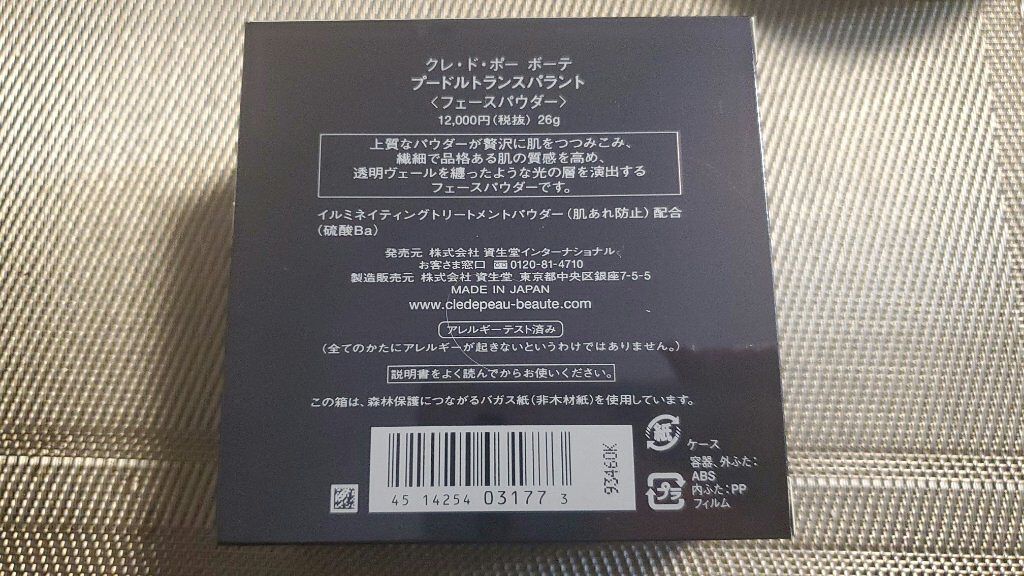 クレ・ド・ポー ボーテ
プードルトランスパラント
〈フェースパウダー〉
12,000円(税抜) 26g
上質なパウダーが贅沢に肌をつつみこみ、
繊細で品格ある肌の質感を高め、
透明ヴェールを纏ったような光の層を演出する
フェースパウダーです。
イルミネイティングトリートメントパウダー(肌あれ防止)配合
(硫酸Ba)
発売元 株式会社 資生堂インターナショナル
お客さま窓口 0120-81-4710
製造販売元 株式会社 資生堂 東京都中央区銀座7-5-5
MADE IN JAPAN
www.cledepeau-beaute.com
アレルギーテスト済み
(全てのかたにアレルギーが起きないというわけではありません。)
説明書をよく読んでからお使いください。
この箱は、森林保護につながるバガス紙(非木材紙)を使用しています。
4514254031773
9346OK
紙
ケース
プラ
容器、外ふた:
ABS
内ふた:PP
フィルム